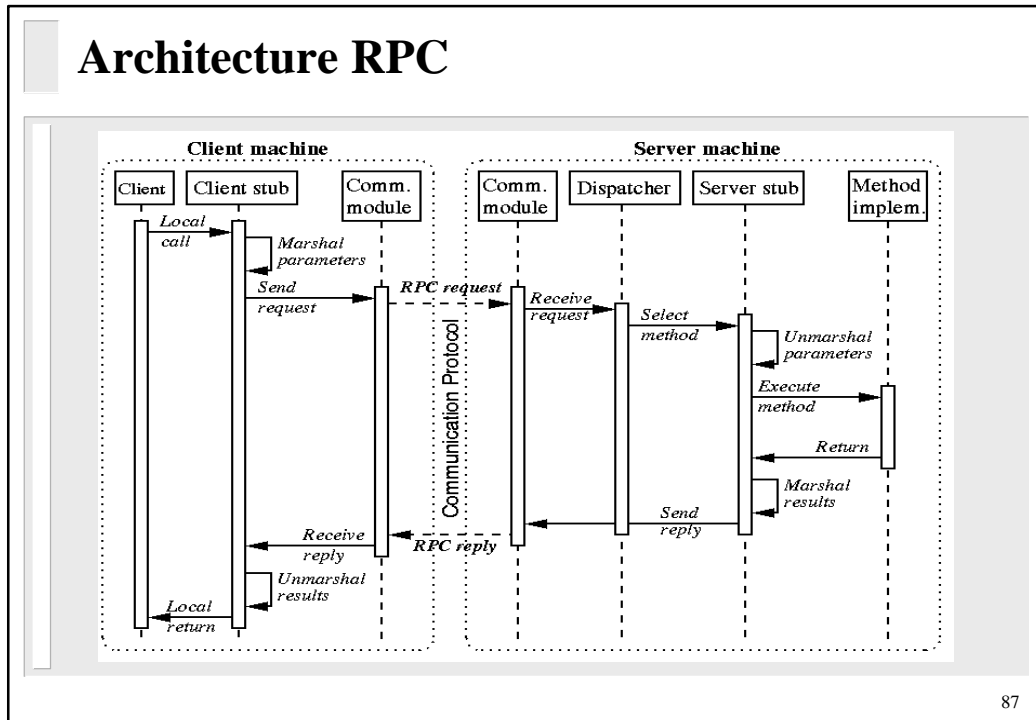 Architecture RPC
Client machine
Server machine
Client
Client stub
Comm.
module
Comm.
module
Dispatcher
Server stub
Method
implem.
Local
call
Marshal
parameters
Send
request
RPC request
Receive
request
Select
method
Unmarshal
parameters
Communication Protocol
Execute
method
Return
Marshal
results
Send
reply
RPC reply
Receive
reply
Unmarshal
results
Local
return
87